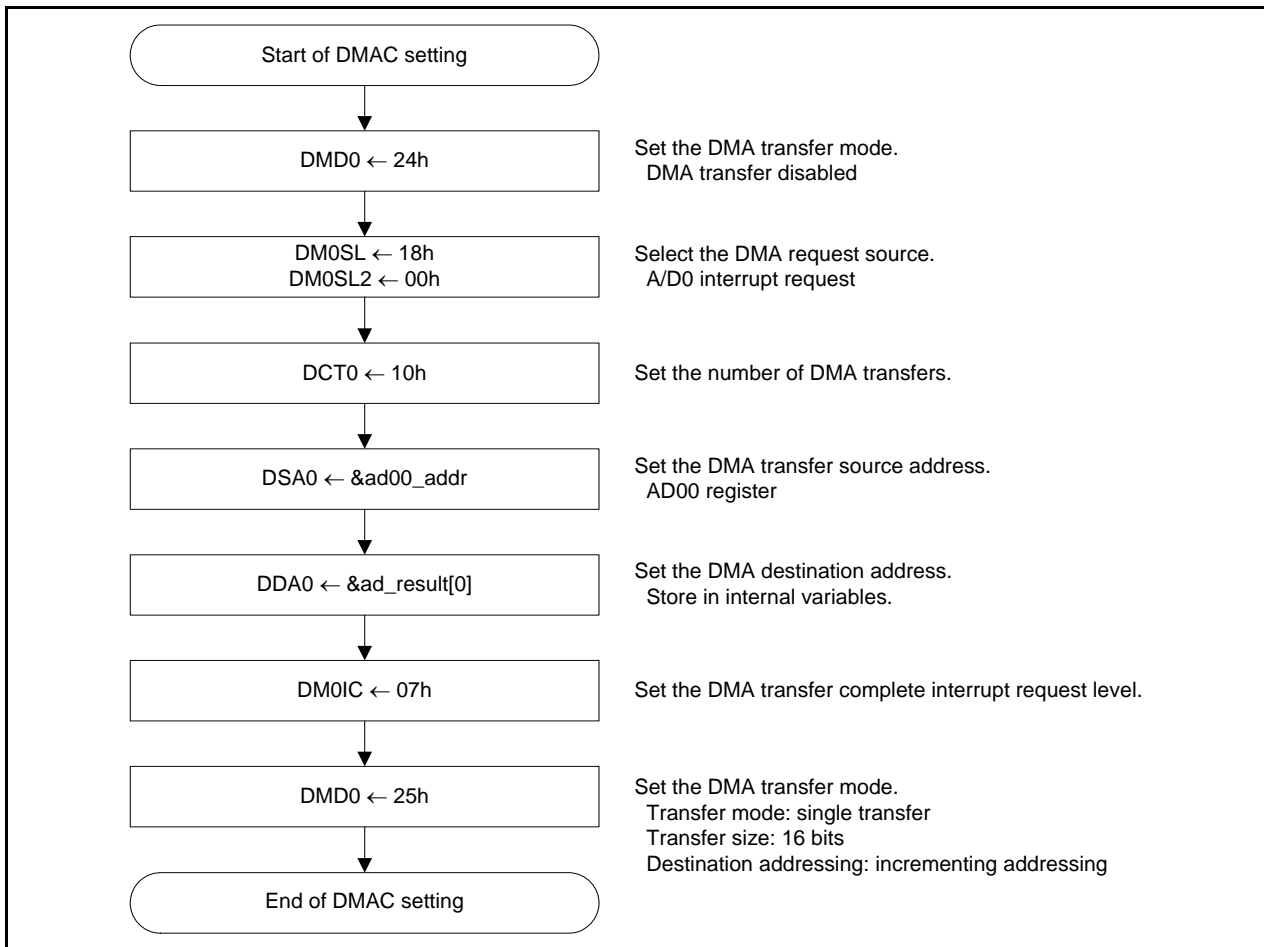 Start of DMAC setting
DMD0 ← 24h
Set the DMA transfer mode.
DMA transfer disabled
DM0SL ← 18h
DM0SL2 ← 00h
Select the DMA request source.
A/D0 interrupt request
DCT0 ← 10h
Set the number of DMA transfers.
DSA0 ← &ad00_addr
Set the DMA transfer source address.
AD00 register
DDA0 ← &ad_result[0]
Set the DMA destination address.
Store in internal variables.
DM0IC ← 07h
Set the DMA transfer complete interrupt request level.
DMD0 ← 25h
Set the DMA transfer mode.
Transfer mode: single transfer
Transfer size: 16 bits
Destination addressing: incrementing addressing
End of DMAC setting